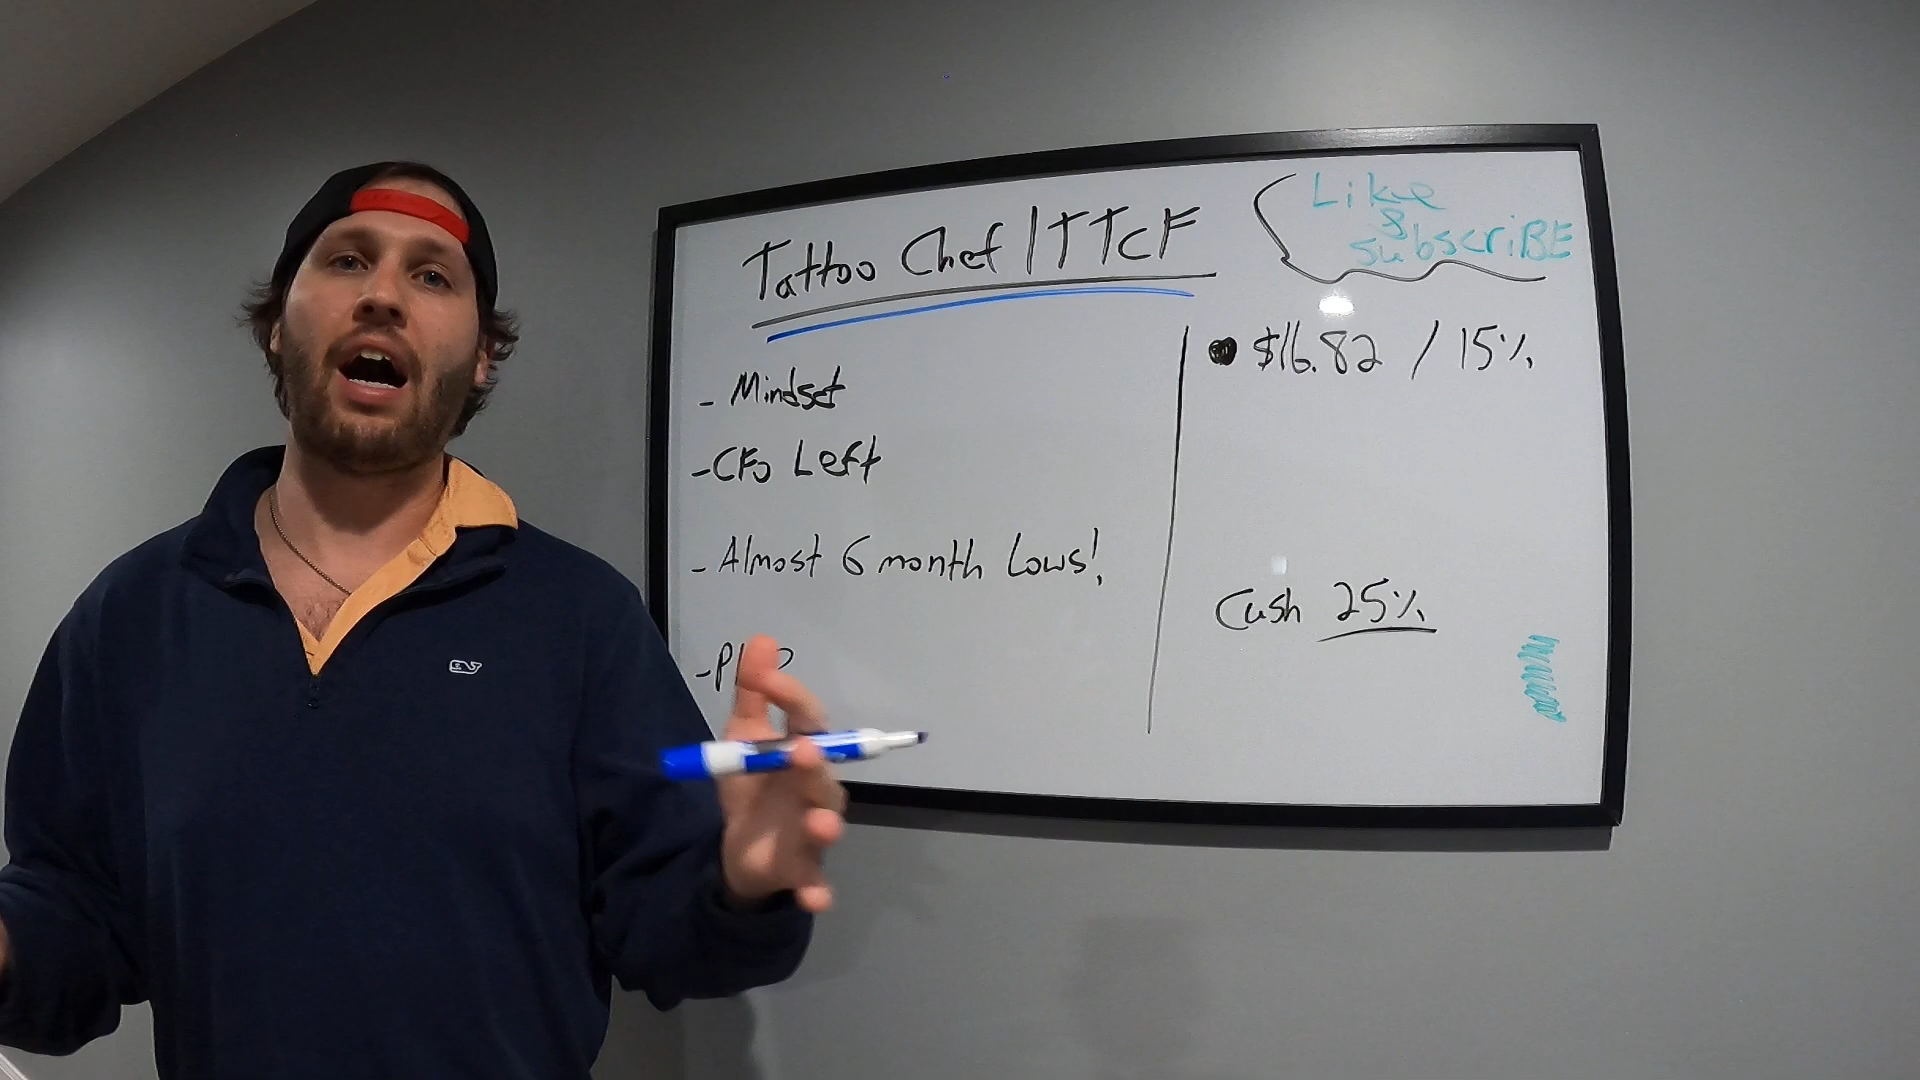 Tattoo Chef / TTCF
Like
&
SubscriBE
- Mindset
- CFO Left
- Almost 6 month Lows!
• $16.82 / 15%
Cash 25%